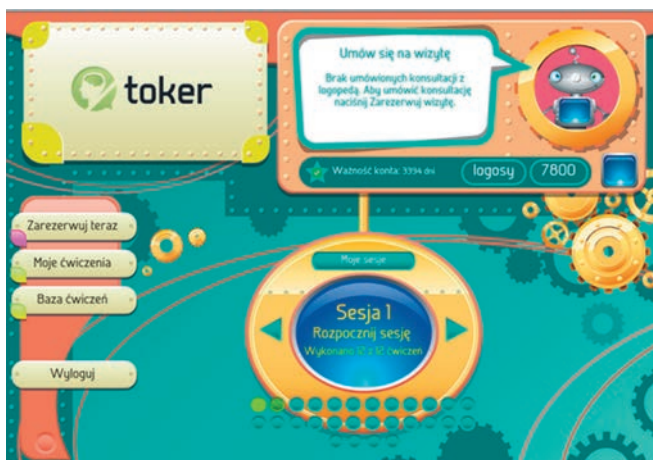 toker
Umów się na wizytę
Brak umówionych konsultacji z
logopedą. Aby umówić konsultację
naciśnij Zarezerwuj wizytę.
Ważność konta: 3394 dni
logosy 7800
Zarezerwuj teraz
Moje ćwiczenia
Baza ćwiczeń
Wyloguj
Moje sesje
Sesja 1
Rozpocznij sesję
Wykonano 12 z 12 ćwiczeń